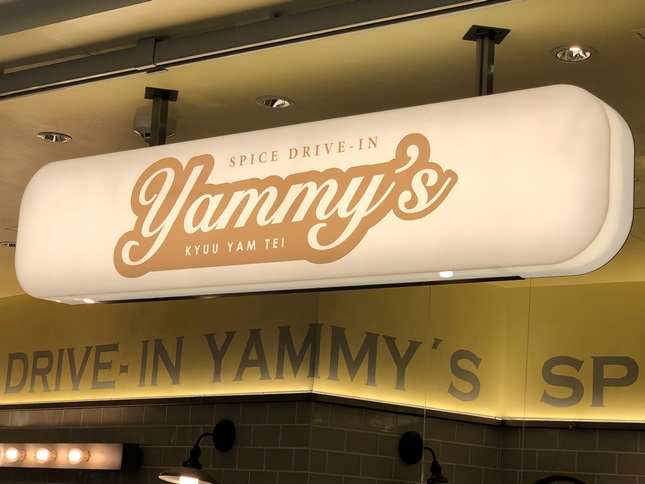 SPICE DRIVE-IN
Yammy's
KYUU YAM TEI
DRIVE-IN YAMMY´S SP